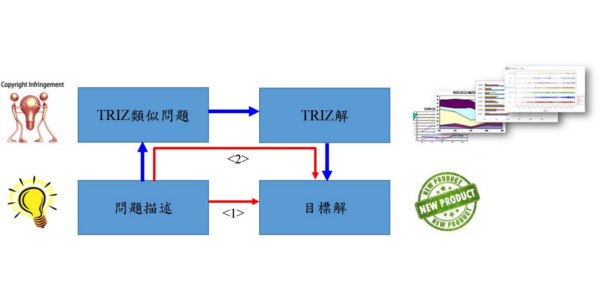 Copyright Infringement
TRIZ類似問題
TRIZ解
<2>
問題描述
<1>
目標解
NEW PRODUCT
NEW PRODUCT
NEW PRODUCT